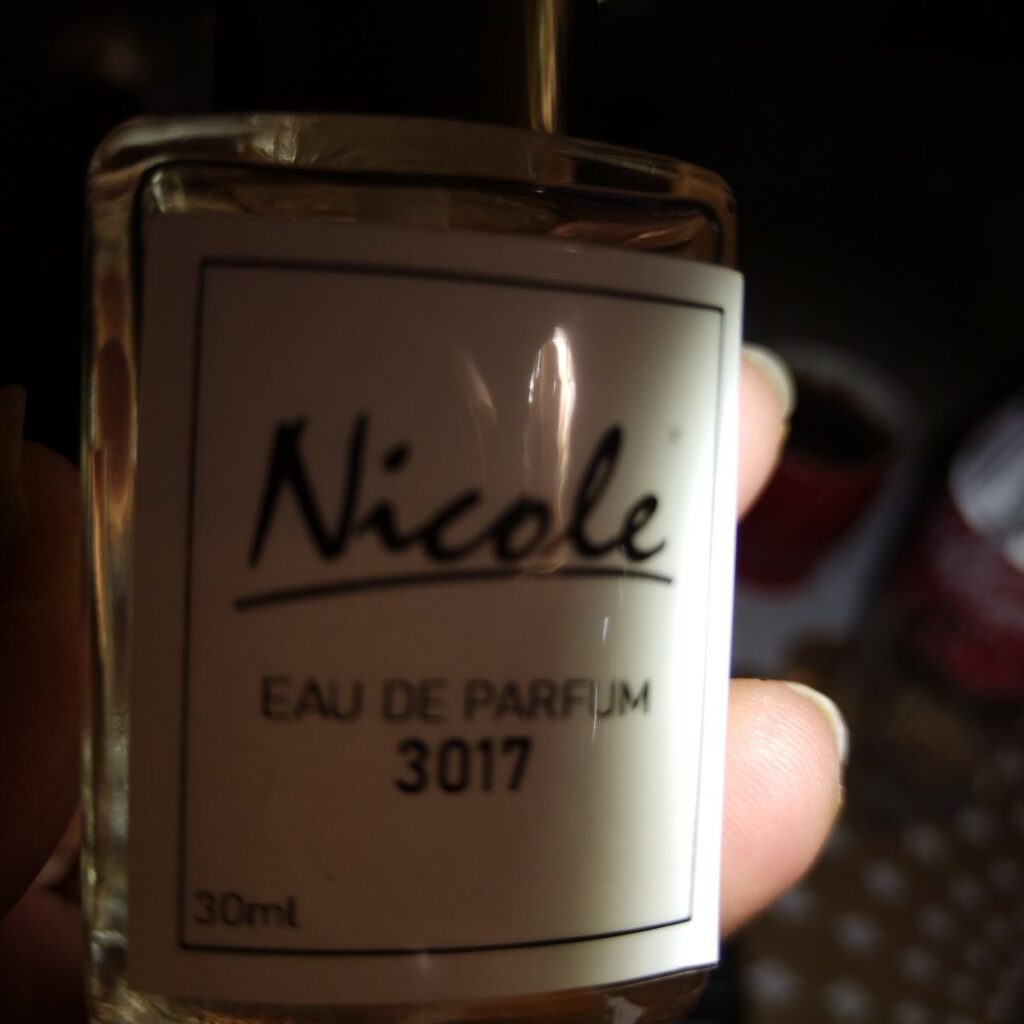 Nicole
EAU DE PARFUM
3017
30ml